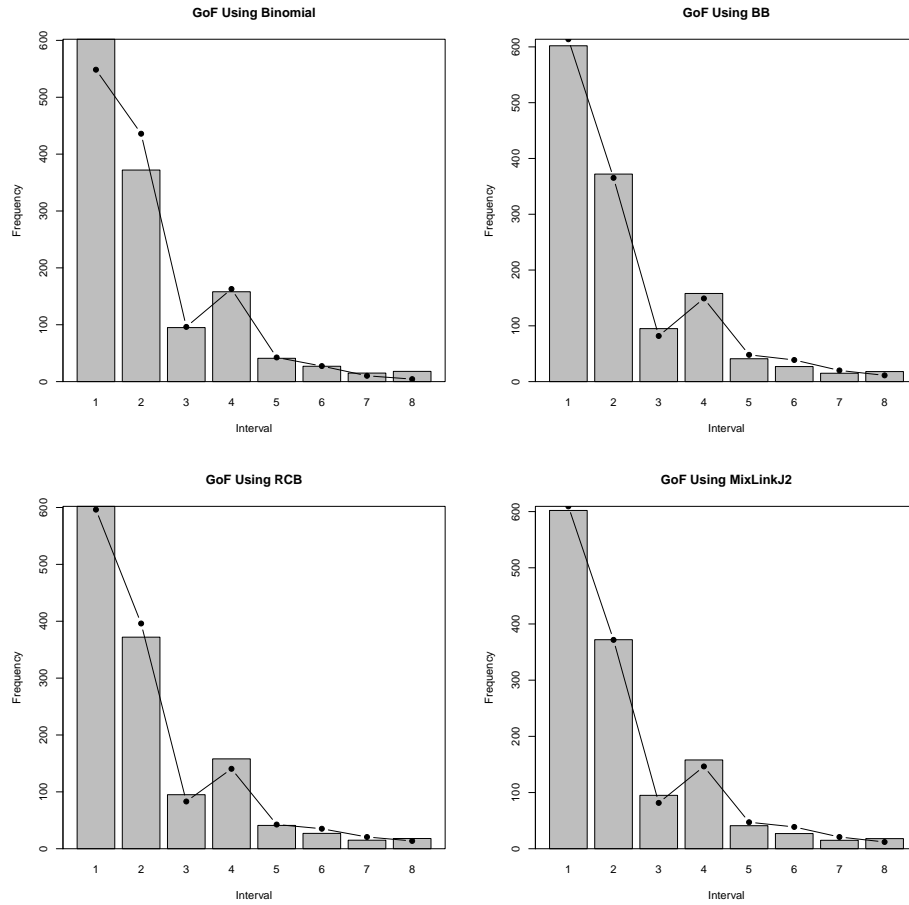 GoF Using Binomial
Frequency
0 100 200 300 400 500 600
1 2 3 4 5 6 7 8
Interval
GoF Using BB
Frequency
0 100 200 300 400 500 600
1 2 3 4 5 6 7 8
Interval
GoF Using RCB
Frequency
0 100 200 300 400 500 600
1 2 3 4 5 6 7 8
Interval
GoF Using MixLinkJ2
Frequency
0 100 200 300 400 500 600
1 2 3 4 5 6 7 8
Interval